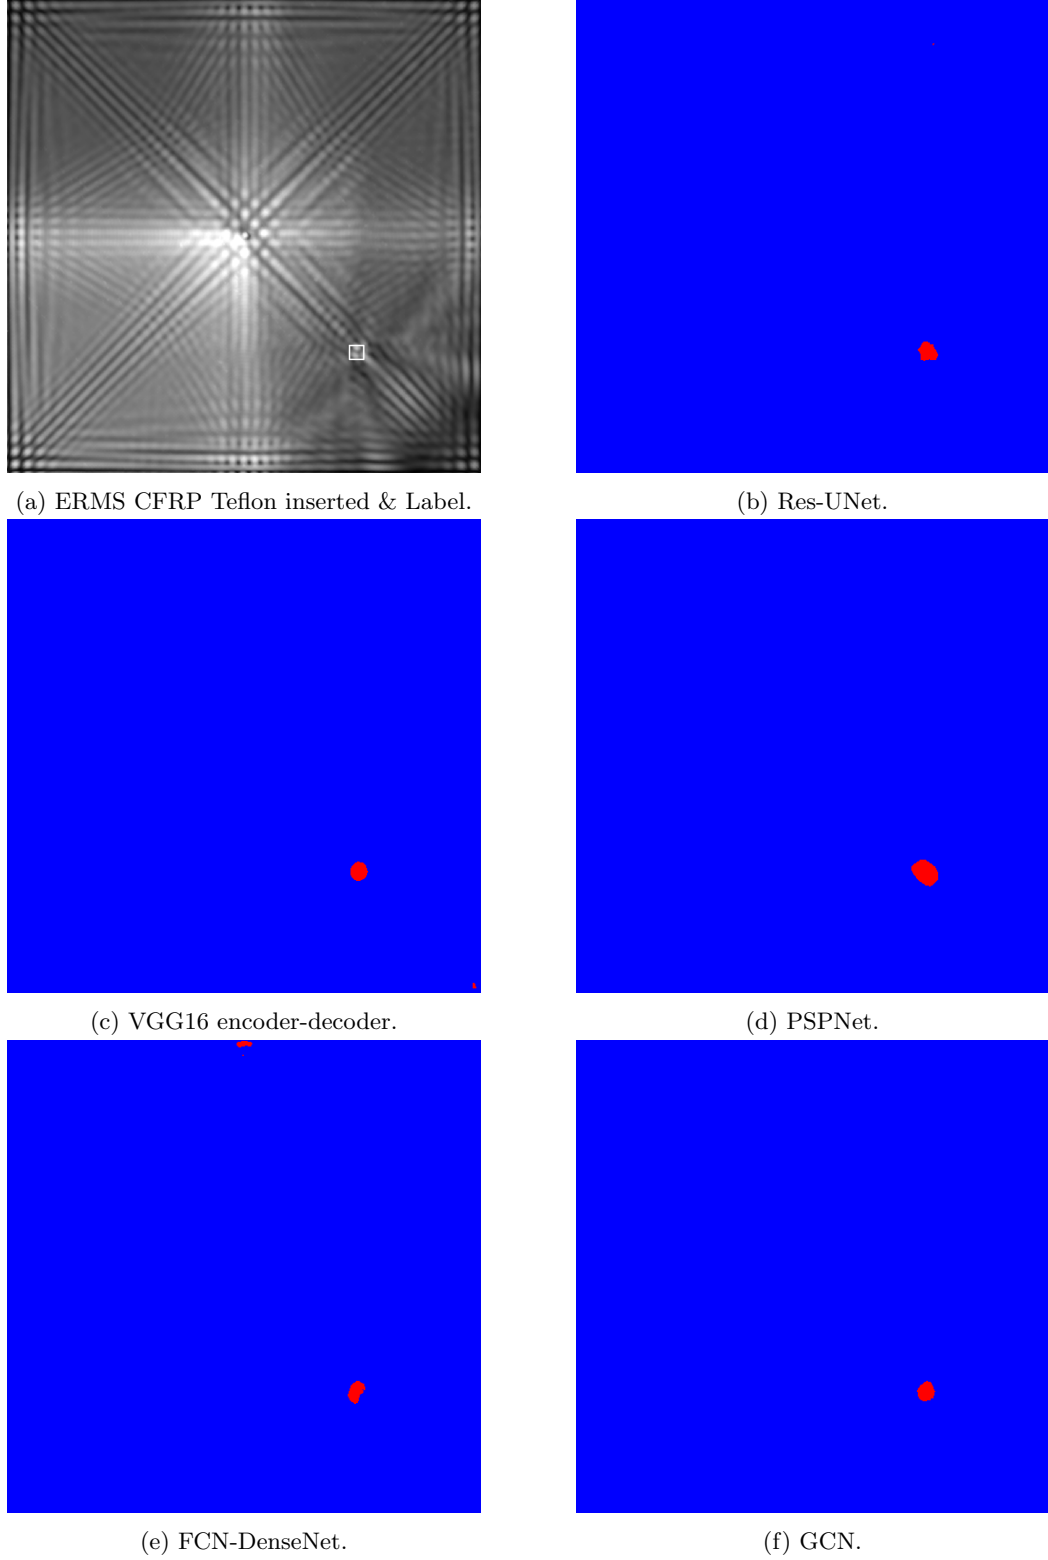 (a) ERMS CFRP Teflon inserted & Label.
(b) Res-UNet.
(c) VGG16 encoder-decoder.
(d) PSPNet.
(e) FCN-DenseNet.
(f) GCN.